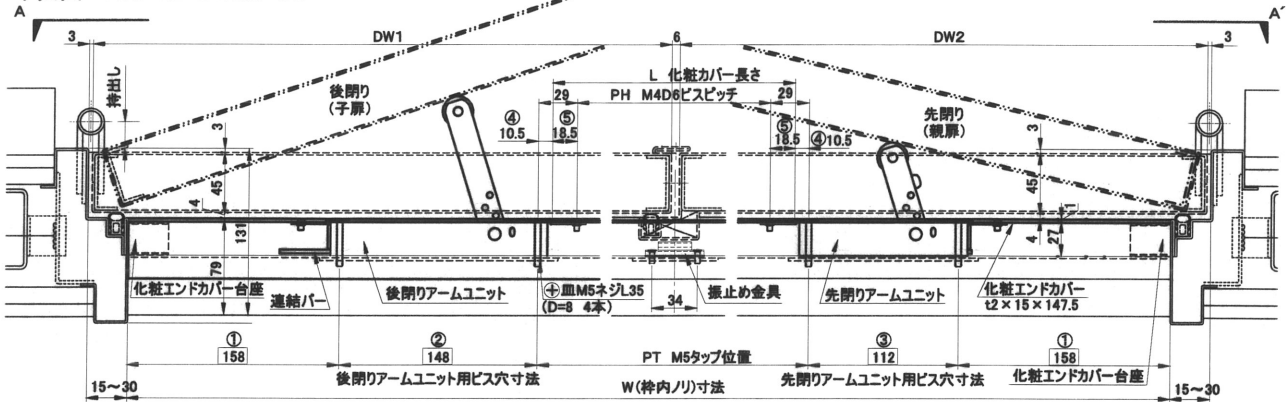 A
A´
3
DW1
6
DW2
3
持出し
後閉り
(子扉)
L 化粧カバー長さ
29
PH M4D6ビスピッチ
29
先閉り
(親扉)
④
10.5
⑤
18.5
⑤
18.5
④
10.5
3
45
4
131
79
3
45
1
4
27
化粧エンドカバー台座
連結バー
後閉りアームユニット
皿M5ネジL35
(D=8 4本)
34
振止め金具
先閉りアームユニット
化粧エンドカバー
t2×15×147.5
①
158
②
148
PT M5タップ位置
③
112
①
158
後閉りアームユニット用ビス穴寸法
先閉りアームユニット用ビス穴寸法
化粧エンドカバー台座
15~30
W(枠内ノリ)寸法
15~30